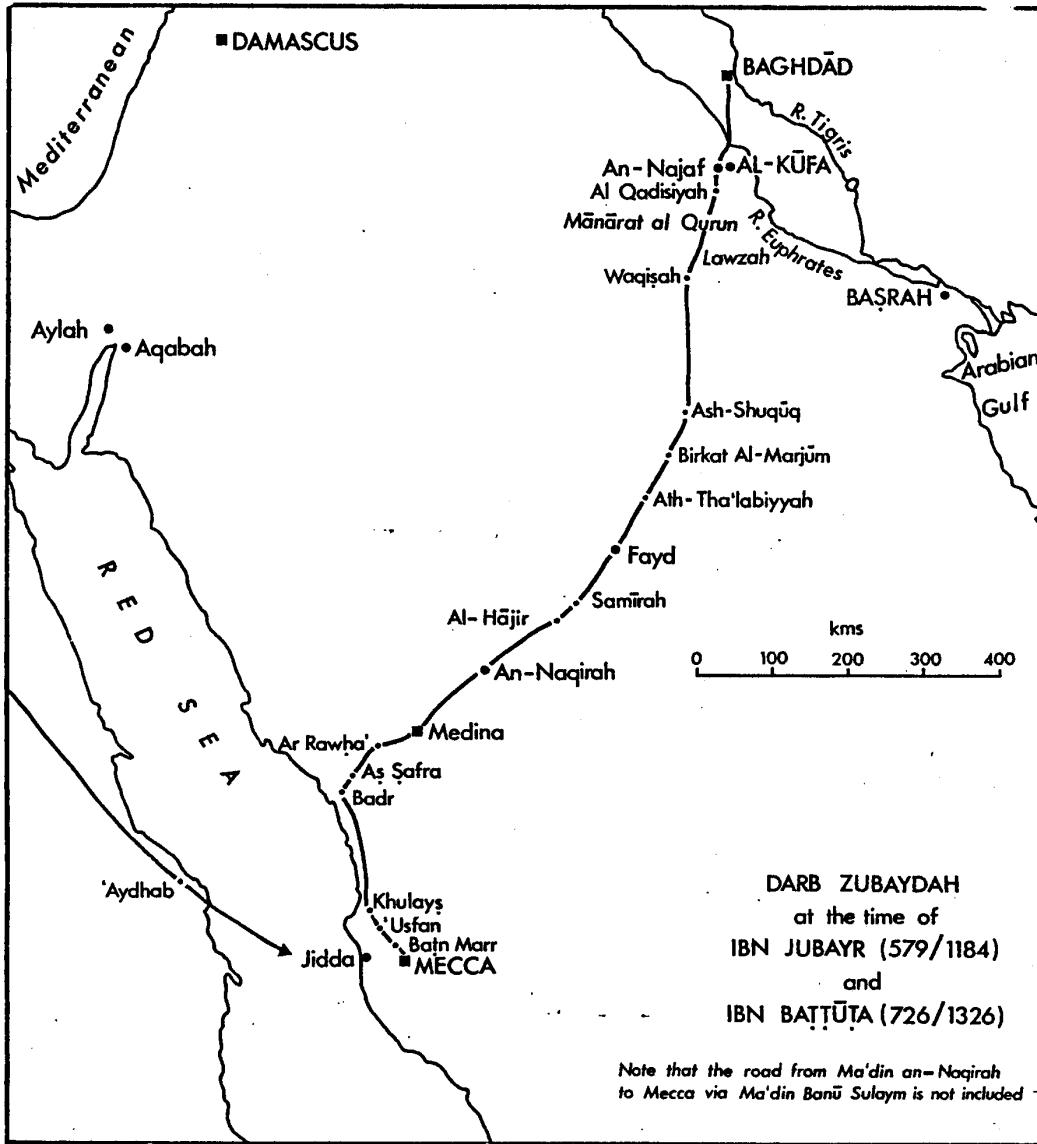 DAMASCUS
Mediterranean
BAGHDĀD
R. Tigris
An-Najaf
AL-KŪFA
Al Qadisiyah
Mānārat al Qurun
R. Euphrates
Lawzah
Waqiṣah
BAṢRAH
Aylah
Aqabah
Arabian
Gulf
Ash-Shuqūq
Birkat Al-Marjūm
Ath-Tha'labiyyah
Fayd
Samīrah
Al-Hājir
RED SEA
kms
0 100 200 300 400
An-Naqirah
Medina
Ar Rawḥa'
Aṣ Ṣafra
Badr
'Aydhab
Khulayṣ
'Usfan
Baṭn Marr
Jidda
MECCA
DARB ZUBAYDAH
at the time of
IBN JUBAYR (579/1184)
and
IBN BAṬṬŪṬA (726/1326)
Note that the road from Ma'din an-Naqirah
to Mecca via Ma'din Banū Sulaym is not included